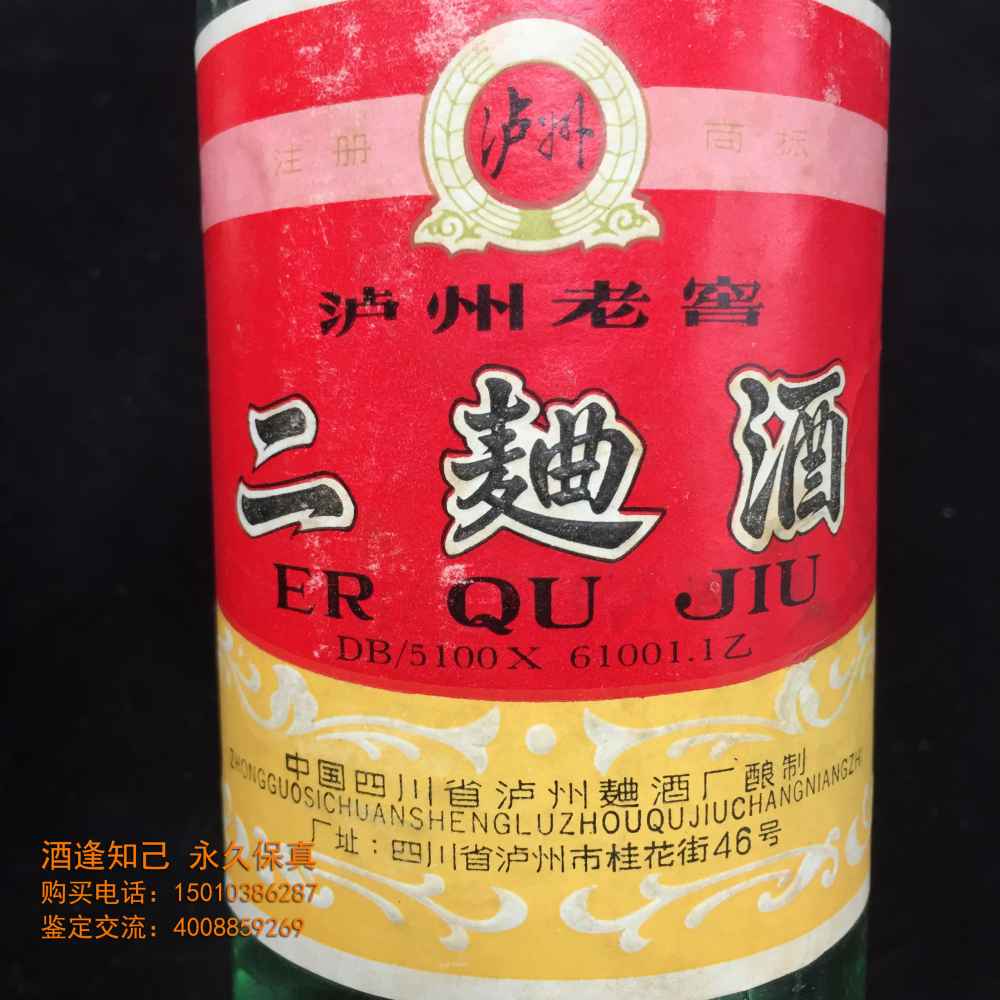 注册 商标
泸州
泸州老窖
二麯酒
ER QU JIU
DB/5100X 61001.1乙
中国四川省泸州麯酒厂酿制
ZHONGGUOSICHUANSHENGLUZHOUQUJIUCHANGNIANGZHI
厂址：四川省泸州市桂花街46号
酒逢知己 永久保真
购买电话：15010386287
鉴定交流：4008859269